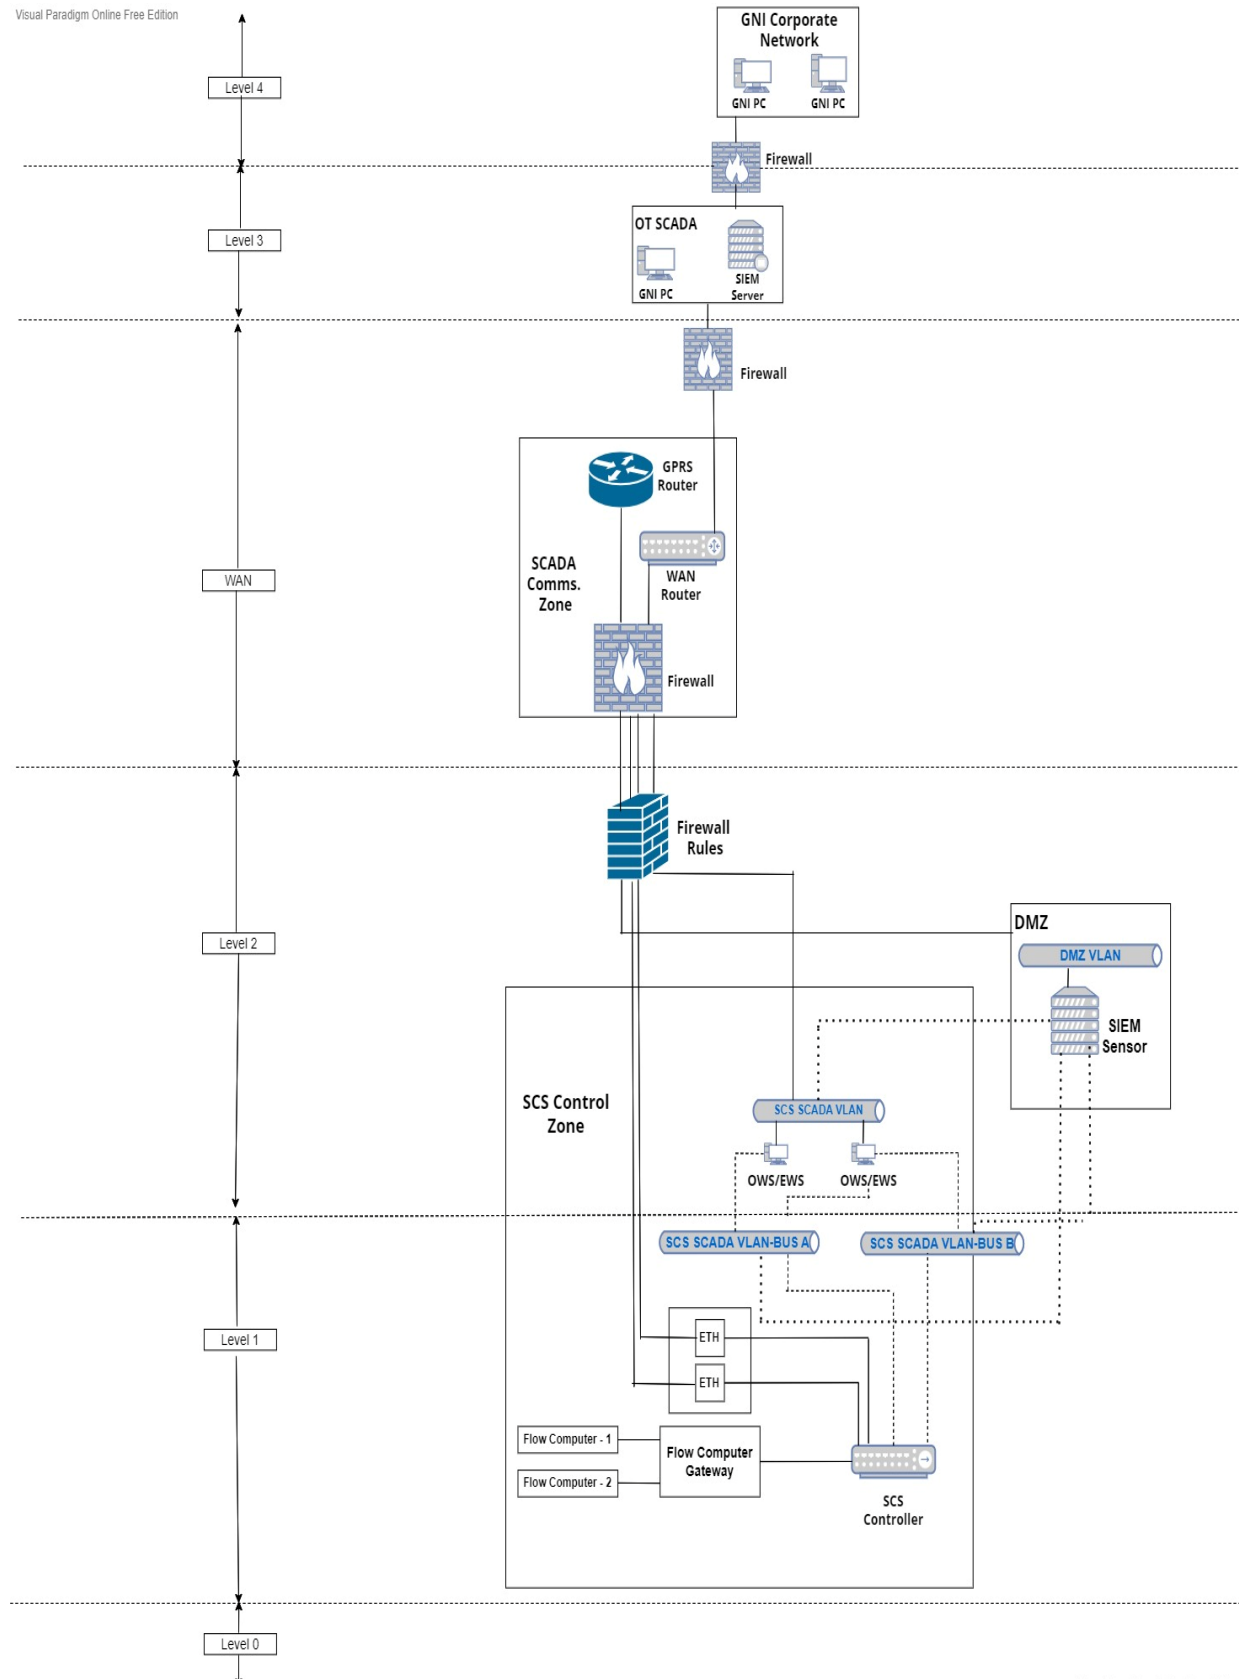 Visual Paradigm Online Free Edition
GNI Corporate
Network
GNI PC
GNI PC
Level 4
Firewall
OT SCADA
Level 3
SIEM
Server
GNI PC
Firewall
GPRS
Router
SCADA
Comms.
Zone
WAN
Router
WAN
Firewall
Firewall
Rules
DMZ
Level 2
DMZ VLAN
SIEM
Sensor
SCS Control
Zone
SCS SCADA VLAN
OWS/EWS
OWS/EWS
SCS SCADA VLAN-BUS A
SCS SCADA VLAN-BUS B
Level 1
ETH
ETH
Flow Computer - 1
Flow Computer
Gateway
Flow Computer - 2
SCS
Controller
Level 0